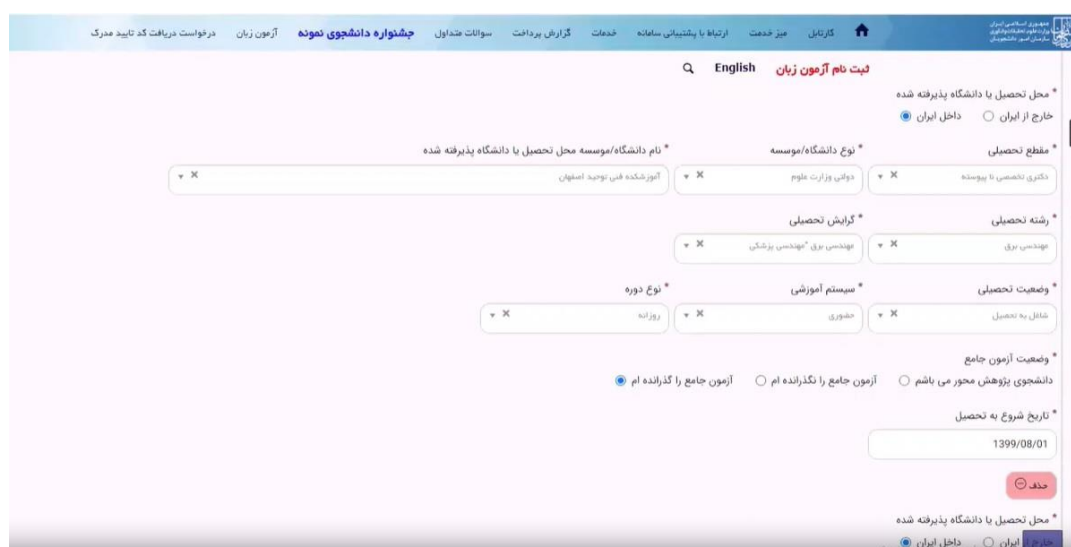 جمهوری اسلامی ایران
وزارت علوم، تحقیقات و فناوری
سازمان امور دانشجویان
کارتابل میز خدمت ارتباط با پشتیبانی سامانه خدمات گزارش پرداخت سوالات متداول جشنواره دانشجوی نمونه آزمون زبان درخواست دریافت کد تایید مدرک
ثبت نام آزمون زبان English
* محل تحصیل یا دانشگاه پذیرفته شده
خارج از ایران داخل ایران
* مقطع تحصیلی * نوع دانشگاه/موسسه * نام دانشگاه/موسسه محل تحصیل یا دانشگاه پذیرفته شده
دکتری تخصصی نا پیوسته دولتی وزارت علوم آموزشکده فنی توحید اصفهان
* رشته تحصیلی * گرایش تحصیلی
مهندسی برق مهندسی برق "مهندسی پزشکی
* وضعیت تحصیلی * سیستم آموزشی * نوع دوره
شاغل به تحصیل حضوری روزانه
* وضعیت آزمون جامع
دانشجوی پژوهش محور می باشم آزمون جامع را نگذرانده ام آزمون جامع را گذرانده ام
* تاریخ شروع به تحصیل
1399/08/01
حذف
* محل تحصیل یا دانشگاه پذیرفته شده
خارج از ایران داخل ایران